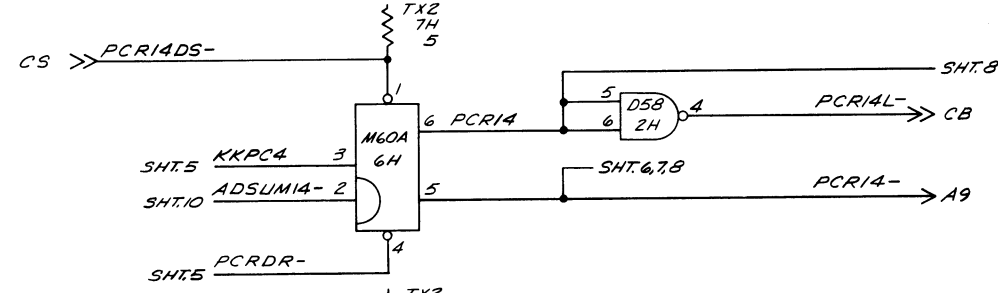 TX2
7H
5
CS PCR14DS-
1
SHT.8
5 D58 4 PCR14L- CB
6 2H
6 PCR14
M60A
6H
SHT.5 KKPC4 3
SHT.6,7,8
SHT.10 ADSUM14- 2
5 PCR14- A9
4
SHT.5 PCRDR-
TX2